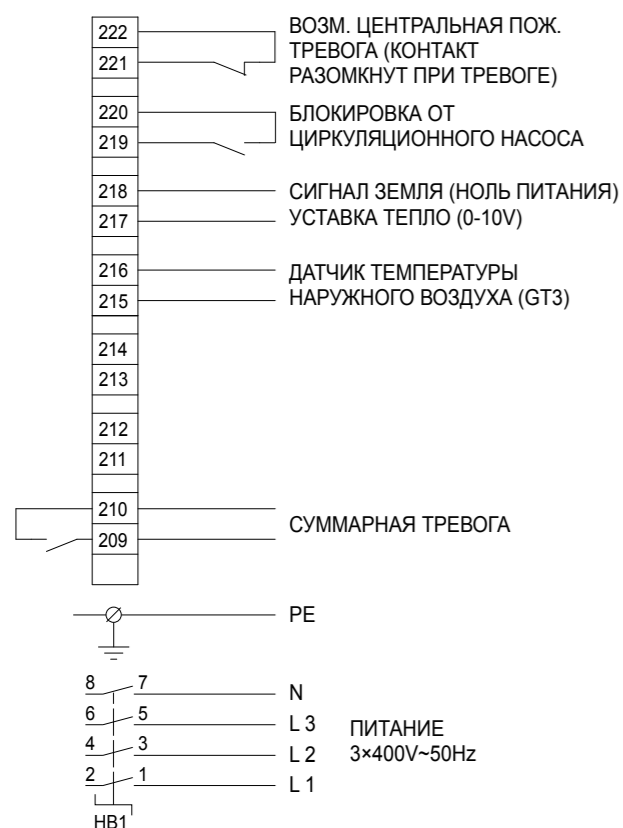 222 ВОЗМ. ЦЕНТРАЛЬНАЯ ПОЖ.
221 ТРЕВОГА (КОНТАКТ
РАЗОМКНУТ ПРИ ТРЕВОГЕ)
220 БЛОКИРОВКА ОТ
219 ЦИРКУЛЯЦИОННОГО НАСОСА
218 СИГНАЛ ЗЕМЛЯ (НОЛЬ ПИТАНИЯ)
217 УСТАВКА ТЕПЛО (0-10V)
216 ДАТЧИК ТЕМПЕРАТУРЫ
215 НАРУЖНОГО ВОЗДУХА (GT3)
214
213
212
211
210
СУММАРНАЯ ТРЕВОГА
209
PE
8 7 N
6 5 L 3 ПИТАНИЕ
4 3 L 2 3×400V~50Hz
2 1 L 1
HB1